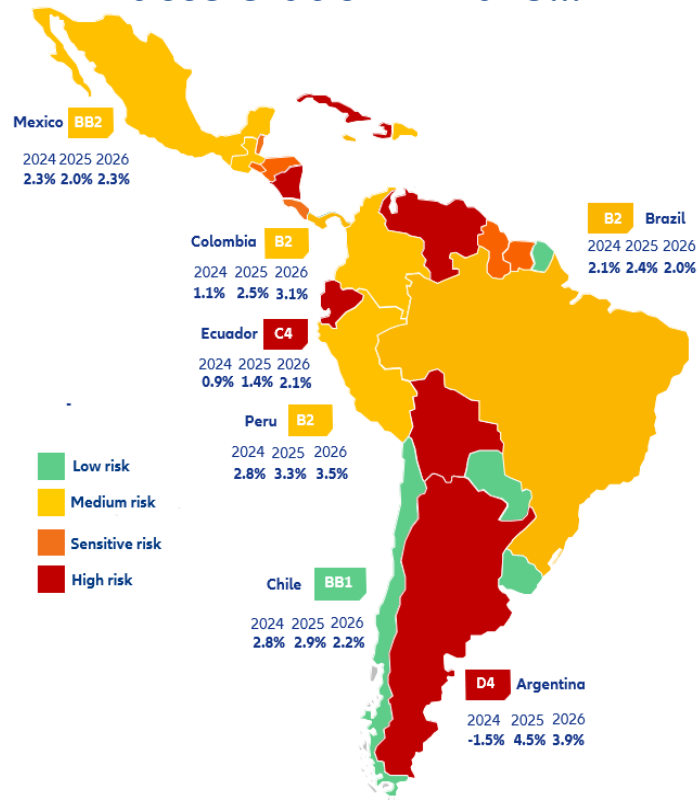 Mexico BB2
2024 2025 2026
2.3% 2.0% 2.3%
B2 Brazil
2024 2025 2026
2.1% 2.4% 2.0%
Colombia B2
2024 2025 2026
1.1% 2.5% 3.1%
Ecuador C4
2024 2025 2026
0.9% 1.4% 2.1%
-
Peru B2
2024 2025 2026
2.8% 3.3% 3.5%
Low risk
Medium risk
Sensitive risk
High risk
Chile BB1
2024 2025 2026
2.8% 2.9% 2.2%
D4 Argentina
2024 2025 2026
-1.5% 4.5% 3.9%